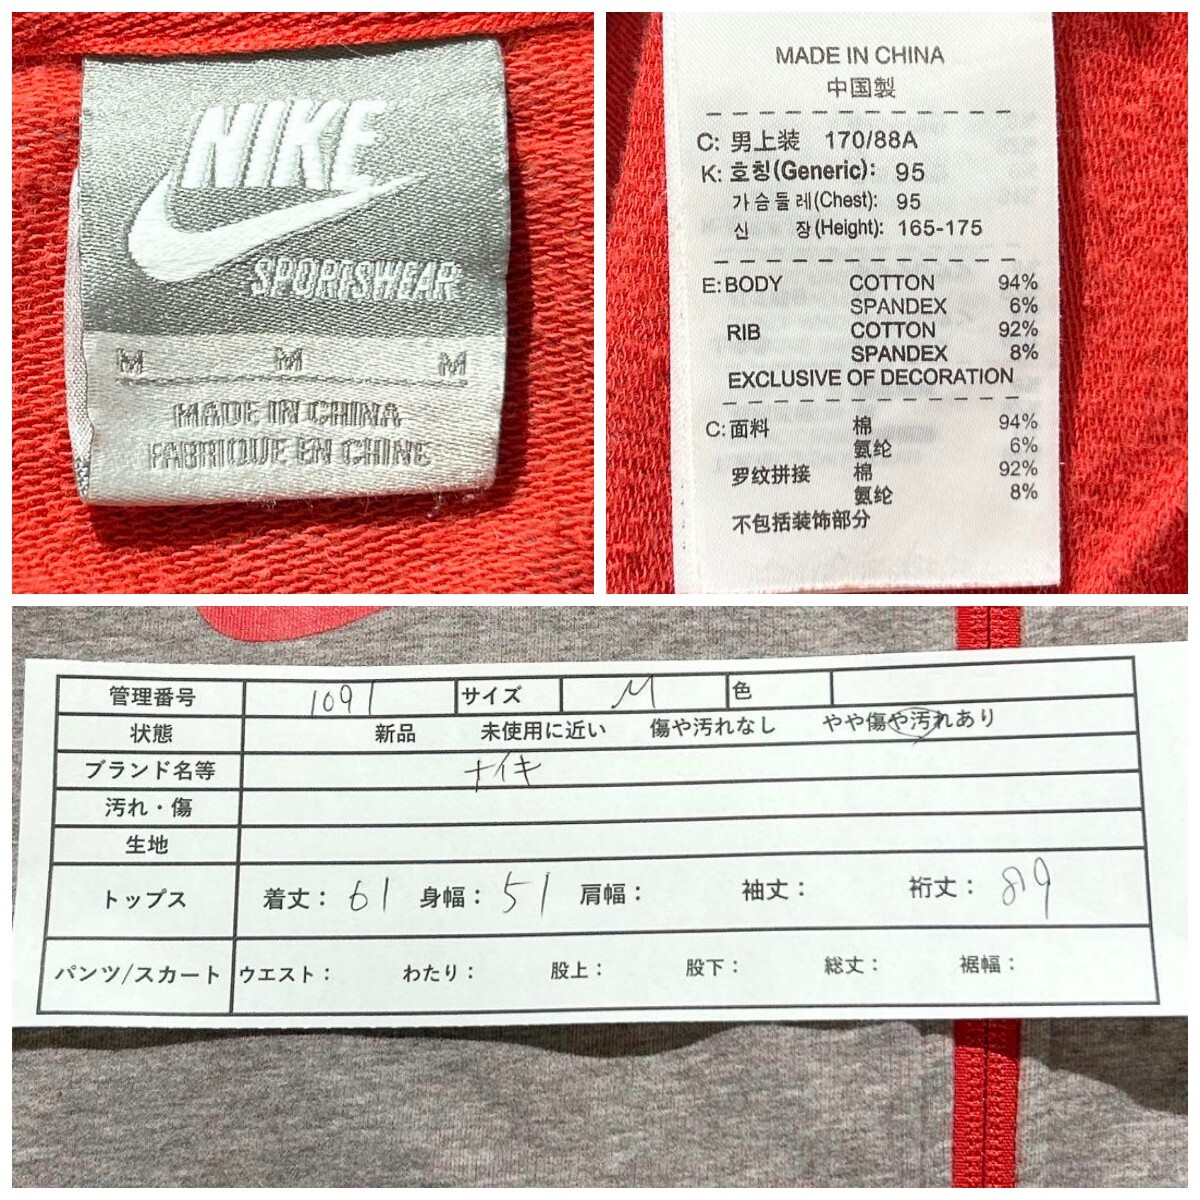 NIKE
SPORTSWEAR
M M M
MADE IN CHINA
FABRIQUE EN CHINE
MADE IN CHINA
中国製
C: 男上装 170/88A
K: 호칭(Generic): 95
가슴둘레(Chest): 95
신 장(Height): 165-175
E: BODY COTTON 94%
SPANDEX 6%
RIB COTTON 92%
SPANDEX 8%
EXCLUSIVE OF DECORATION
C: 面料 棉 94%
氨纶 6%
罗纹拼接 棉 92%
氨纶 8%
不包括装饰部分
管理番号 1091 サイズ M 色
状態 新品 未使用に近い 傷や汚れなし やや傷や汚れあり
ブランド名等 ナイキ
汚れ・傷
生地
トップス 着丈: 61 身幅: 51 肩幅: 袖丈: 裄丈: 89
パンツ/スカート ウエスト: わたり: 股上: 股下: 総丈: 裾幅: